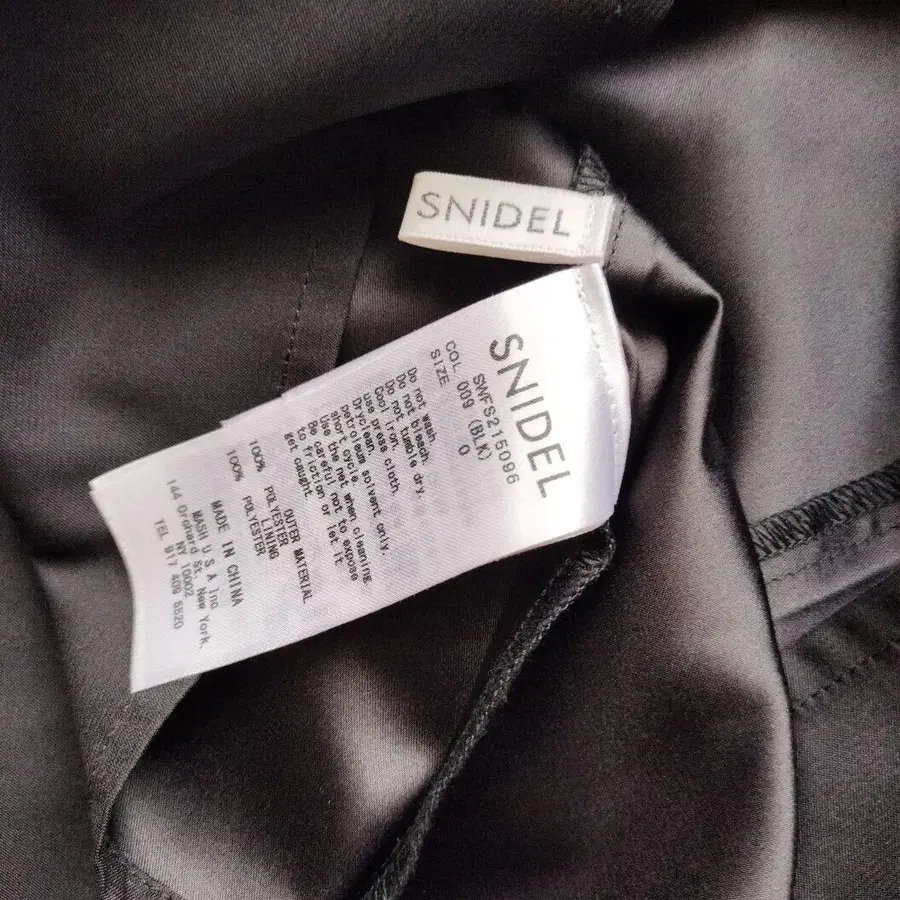 SNIDEL
SNIDEL
SWFS215096
COL 009 (BLK)
SIZE 0
Do not wash.
Do not bleach.
Do not tumble dry.
Cool iron.
use press cloth.
Dryclean.
petroleum solvent only.
short cycle.
Use the net when cleaning.
Be careful not to expose
to friction or let it
get caught.
OUTER MATERIAL
100% POLYESTER
LINING
100% POLYESTER
MADE IN CHINA
MASH U.S.A Inc
144 Orchard St. New York,
NY 10002
TEL 917 409 5520